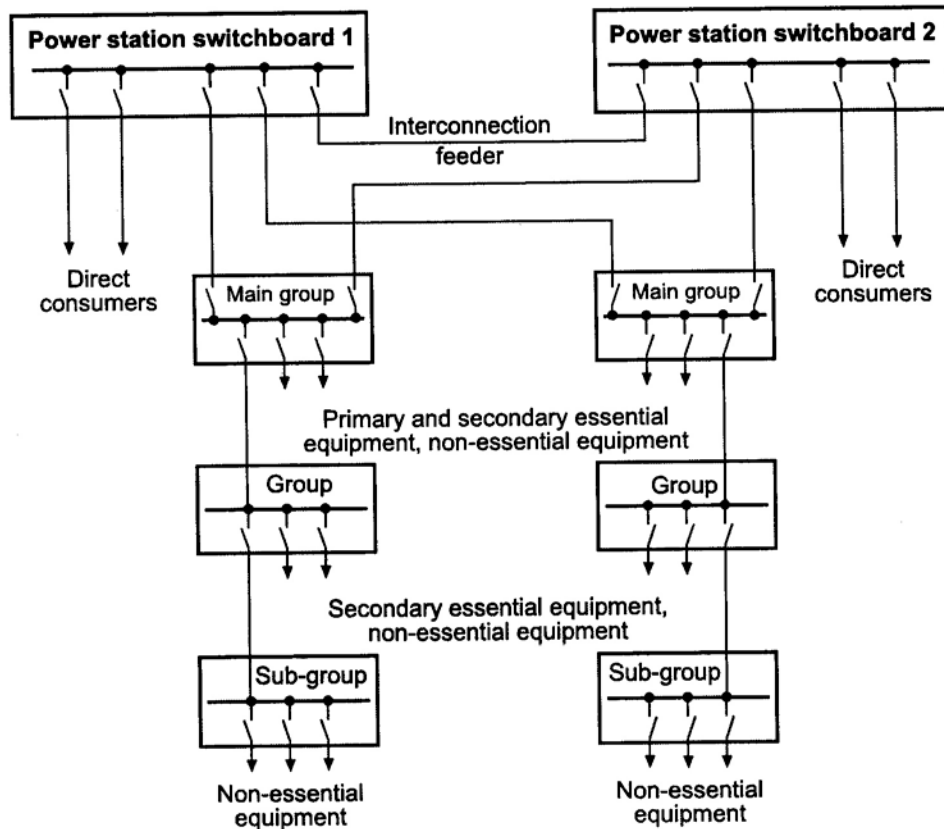 Power station switchboard 1
Power station switchboard 2
Interconnection
feeder
Direct
consumers
Direct
consumers
Main group
Main group
Primary and secondary essential
equipment, non-essential equipment
Group
Group
Secondary essential equipment,
non-essential equipment
Sub-group
Sub-group
Non-essential
equipment
Non-essential
equipment